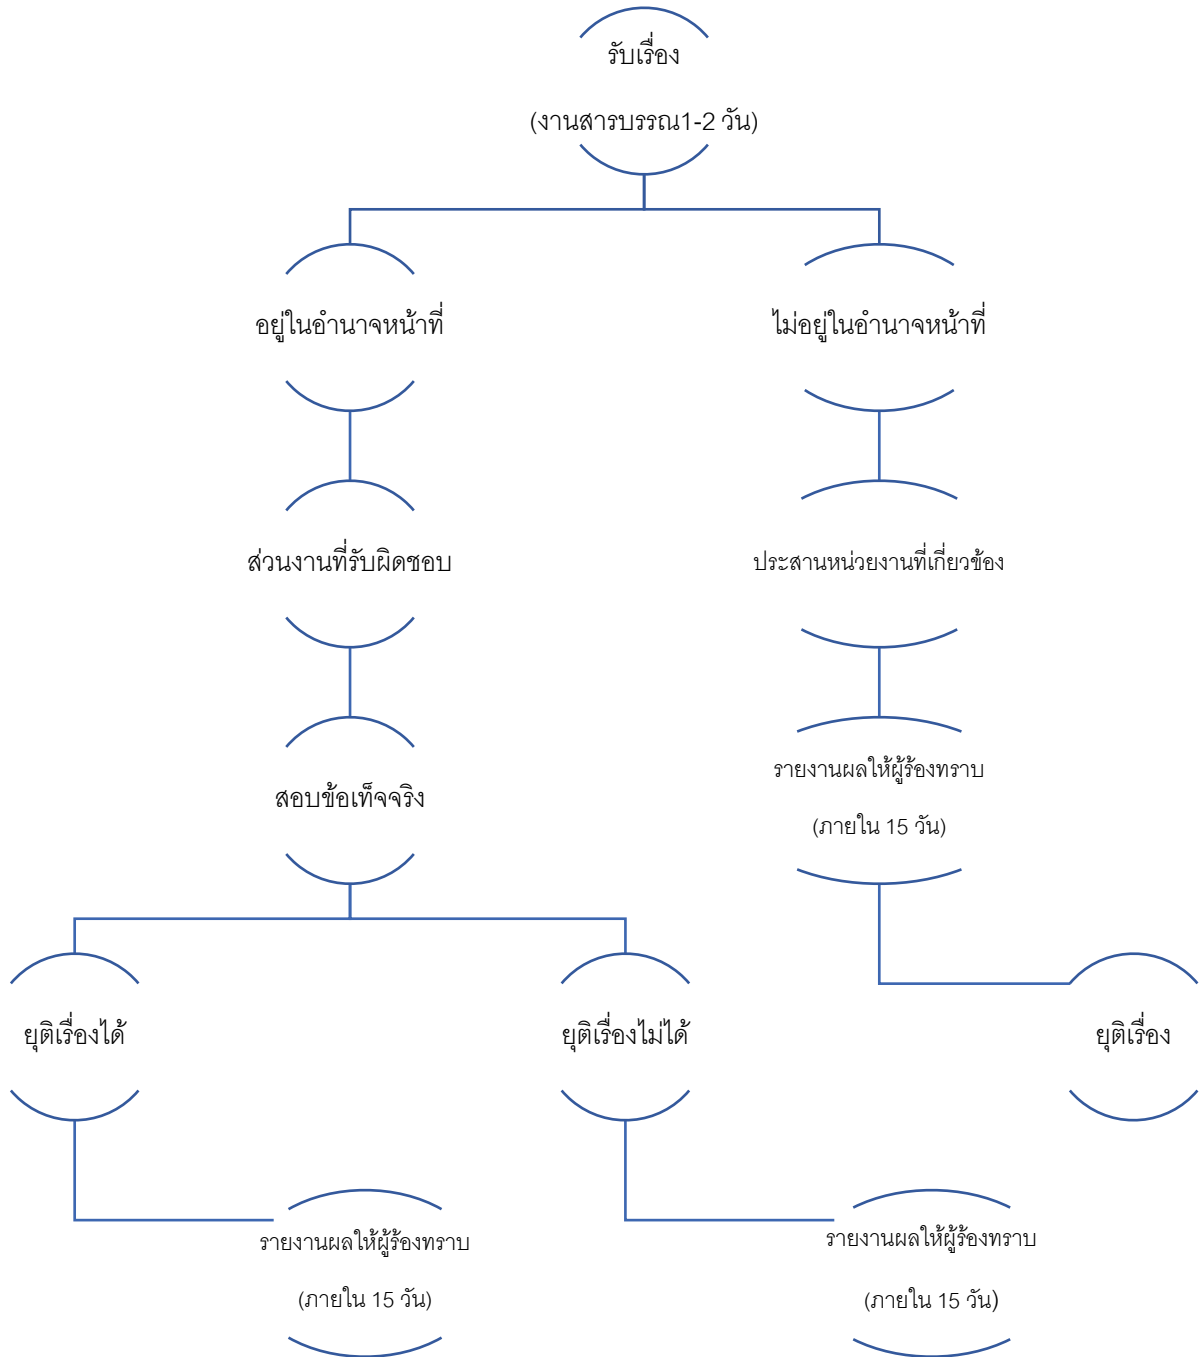 รับเรื่อง
(งานสารบรรณ1-2 วัน)
อยู่ในอำนาจหน้าที่
ไม่อยู่ในอำนาจหน้าที่
ส่วนงานที่รับผิดชอบ
ประสานหน่วยงานที่เกี่ยวข้อง
สอบข้อเท็จจริง
รายงานผลให้ผู้ร้องทราบ
(ภายใน 15 วัน)
ยุติเรื่องได้
ยุติเรื่องไม่ได้
ยุติเรื่อง
รายงานผลให้ผู้ร้องทราบ
(ภายใน 15 วัน)
รายงานผลให้ผู้ร้องทราบ
(ภายใน 15 วัน)